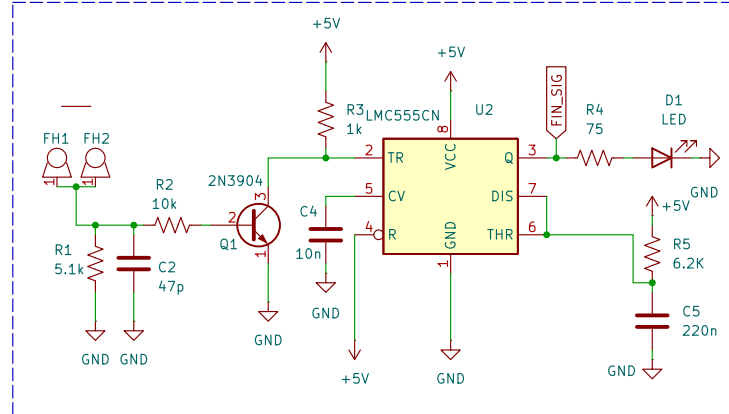 +5V
+5V
FIN_SIG
R3
1k
LMC555CN
U2
R4
75
D1
LED
FH1
FH2
1
1
8
VCC
2
TR
Q
3
GND
R2
10k
2N3904
3
2
Q1
1
5
CV
DIS
7
+5V
C4
10n
4
R
THR
6
GND
1
R1
5.1k
C2
47p
R5
6.2K
C5
220n
GND
GND
GND
GND
+5V
GND
GND